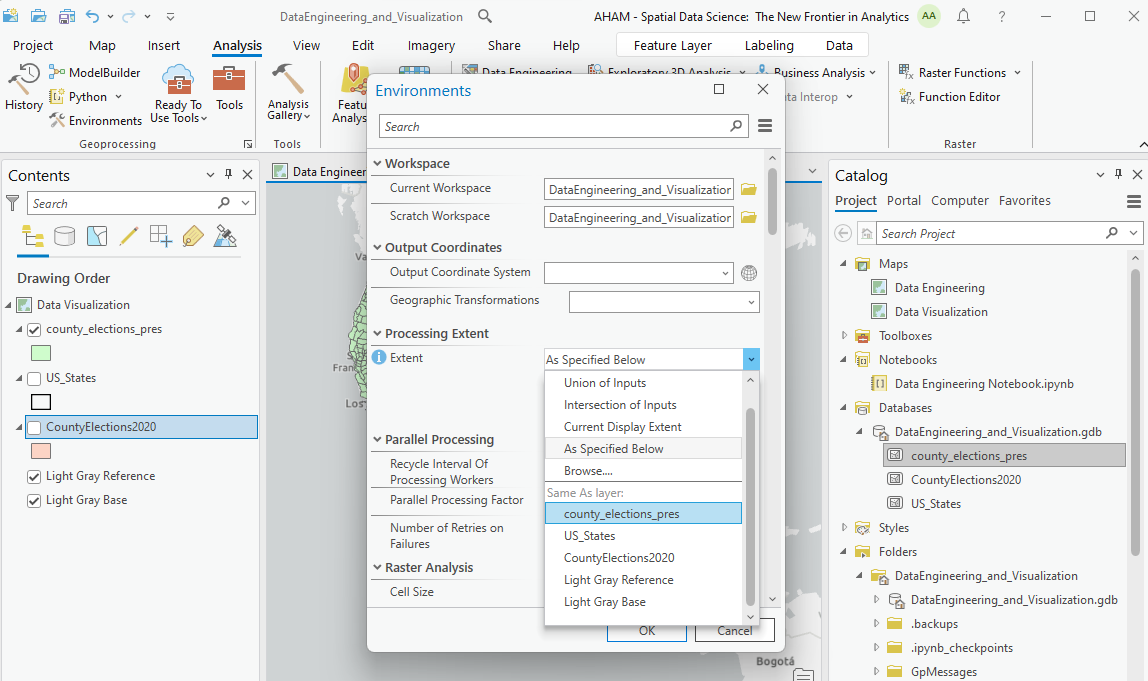 DataEngineering_and_Visualization
AHAM - Spatial Data Science: The New Frontier in Analytics
AA
?
Project
Map
Insert
Analysis
View
Edit
Imagery
Share
Help
Feature Layer
Labeling
Data
History
ModelBuilder
Python
Environments
Ready To
Use Tools
Tools
Analysis
Gallery
Data Engineering
Exploratory 3D Analysis
Business Analysis
Raster Functions
Function Editor
Geoprocessing
Tools
Raster
Contents
Search
Drawing Order
Data Visualization
county_elections_pres
US_States
CountyElections2020
Light Gray Reference
Light Gray Base
Environments
Search
Workspace
Current Workspace
DataEngineering_and_Visualization
Scratch Workspace
DataEngineering_and_Visualization
Output Coordinates
Output Coordinate System
Geographic Transformations
Processing Extent
Extent
As Specified Below
Union of Inputs
Intersection of Inputs
Current Display Extent
As Specified Below
Browse....
Same As layer:
county_elections_pres
US_States
CountyElections2020
Light Gray Reference
Light Gray Base
Parallel Processing
Recycle Interval Of
Processing Workers
Parallel Processing Factor
Number of Retries on
Failures
Raster Analysis
Cell Size
OK
Cancel
Bogotá
Catalog
Project
Portal
Computer
Favorites
Search Project
Maps
Data Engineering
Data Visualization
Toolboxes
Notebooks
Data Engineering Notebook.ipynb
Databases
DataEngineering_and_Visualization.gdb
county_elections_pres
CountyElections2020
US_States
Styles
Folders
DataEngineering_and_Visualization
DataEngineering_and_Visualization.gdb
.backups
.ipynb_checkpoints
GpMessages